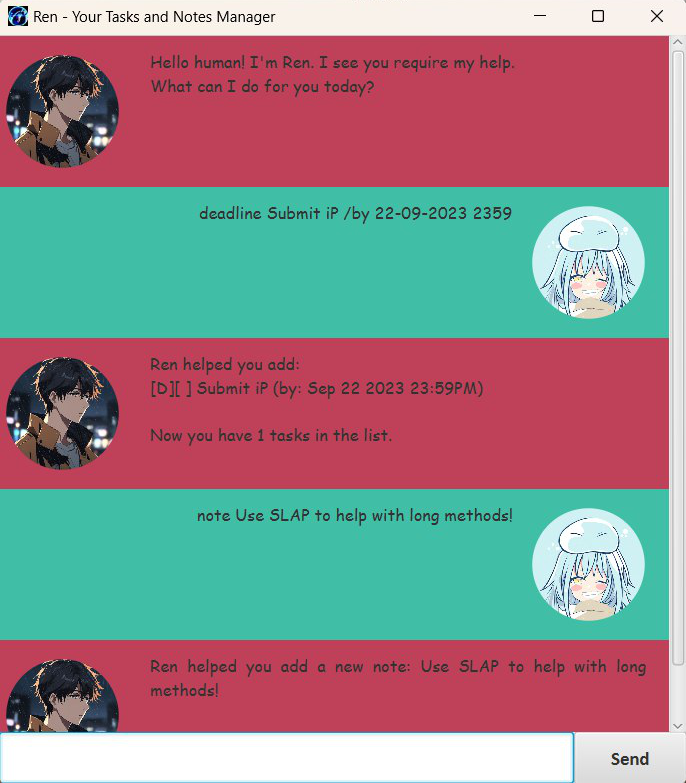 Ren - Your Tasks and Notes Manager
Hello human! I'm Ren. I see you require my help.
What can I do for you today?
deadline Submit iP /by 22-09-2023 2359
Ren helped you add:
[D][ ] Submit iP (by: Sep 22 2023 23:59PM)
Now you have 1 tasks in the list.
note Use SLAP to help with long methods!
Ren helped you add a new note: Use SLAP to help with long
methods!
Send